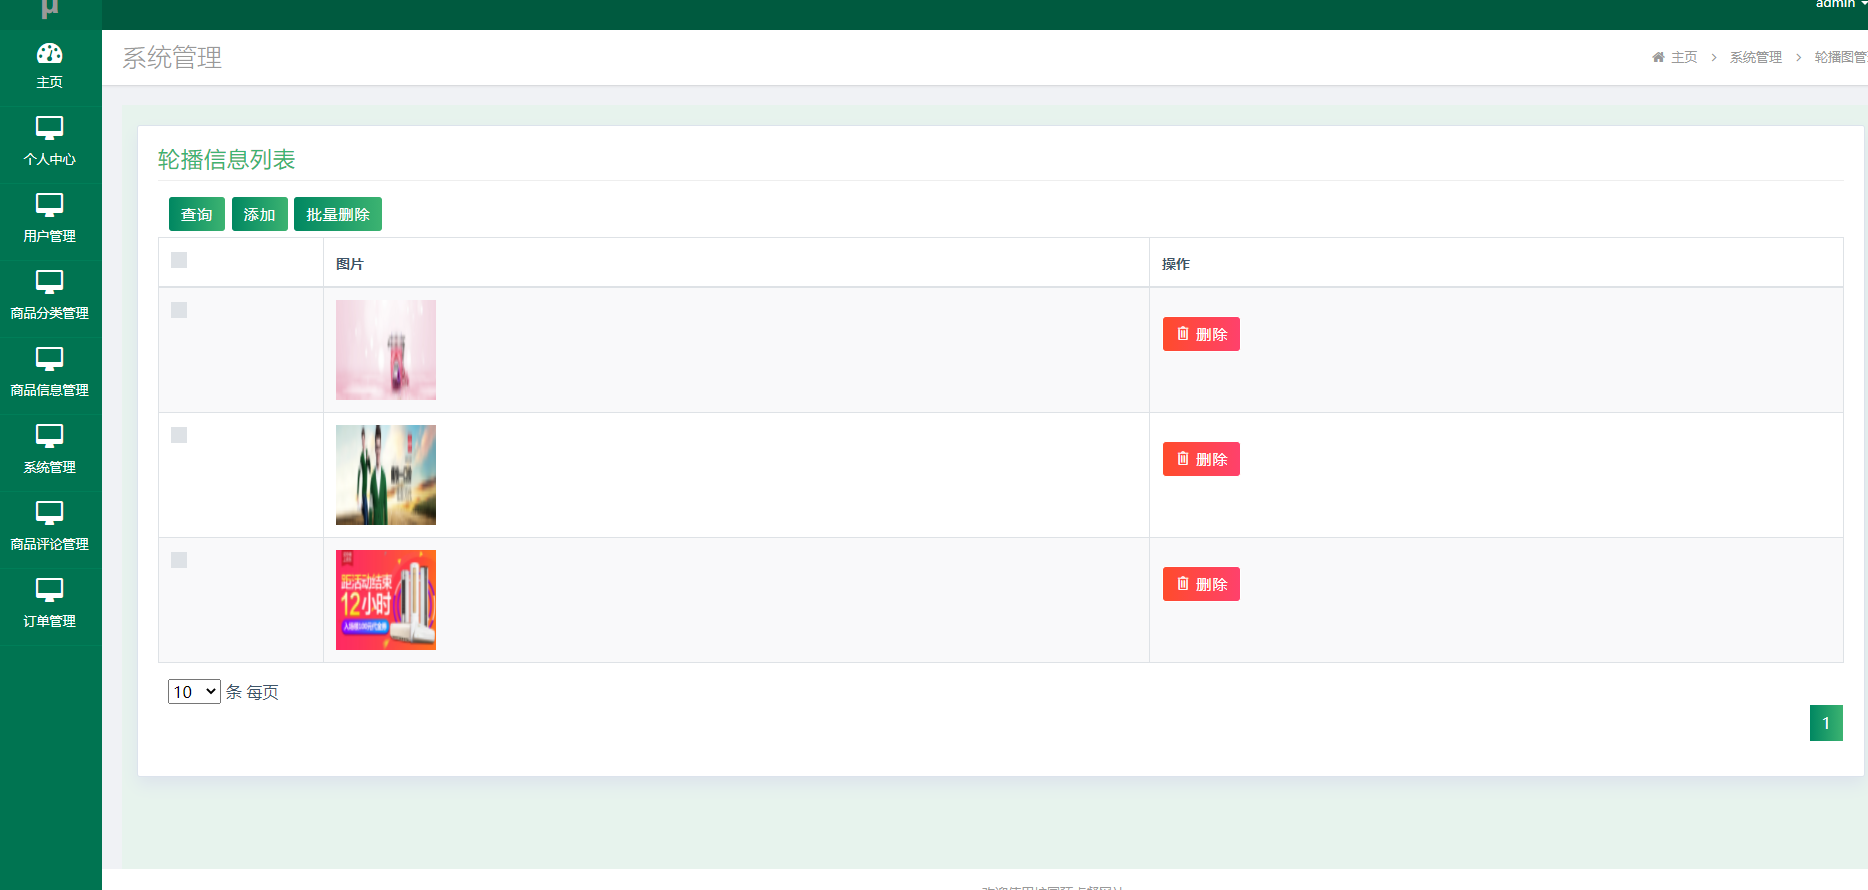 μ
admin
主页
个人中心
用户管理
商品分类管理
商品信息管理
系统管理
商品评论管理
订单管理
系统管理
主页 > 系统管理 > 轮播图管
轮播信息列表
查询 添加 批量删除
图片 操作
删除
删除
距活动结束
12小时
删除
10 条 每页
1